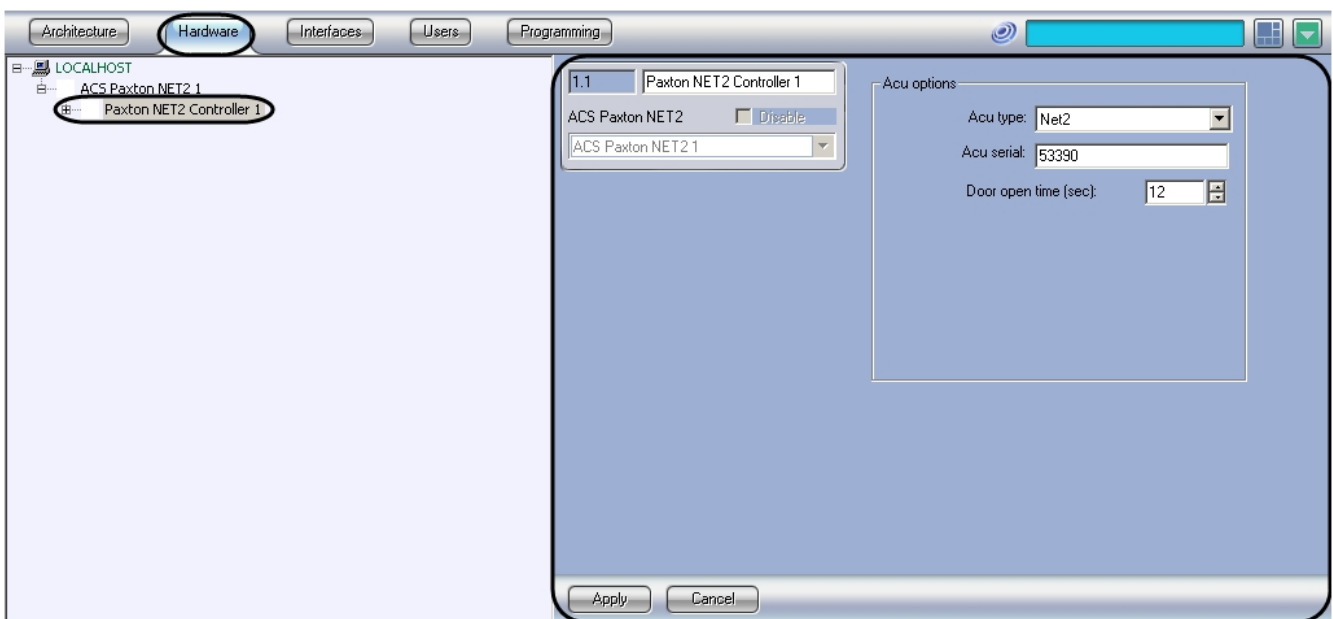 Architecture Hardware Interfaces Users Programming
LOCALHOST
ACS Paxton NET2 1
Paxton NET2 Controller 1
1.1 Paxton NET2 Controller 1
ACS Paxton NET2 Disable
ACS Paxton NET2 1
Acu options
Acu type: Net2
Acu serial: 53390
Door open time (sec): 12
Apply Cancel